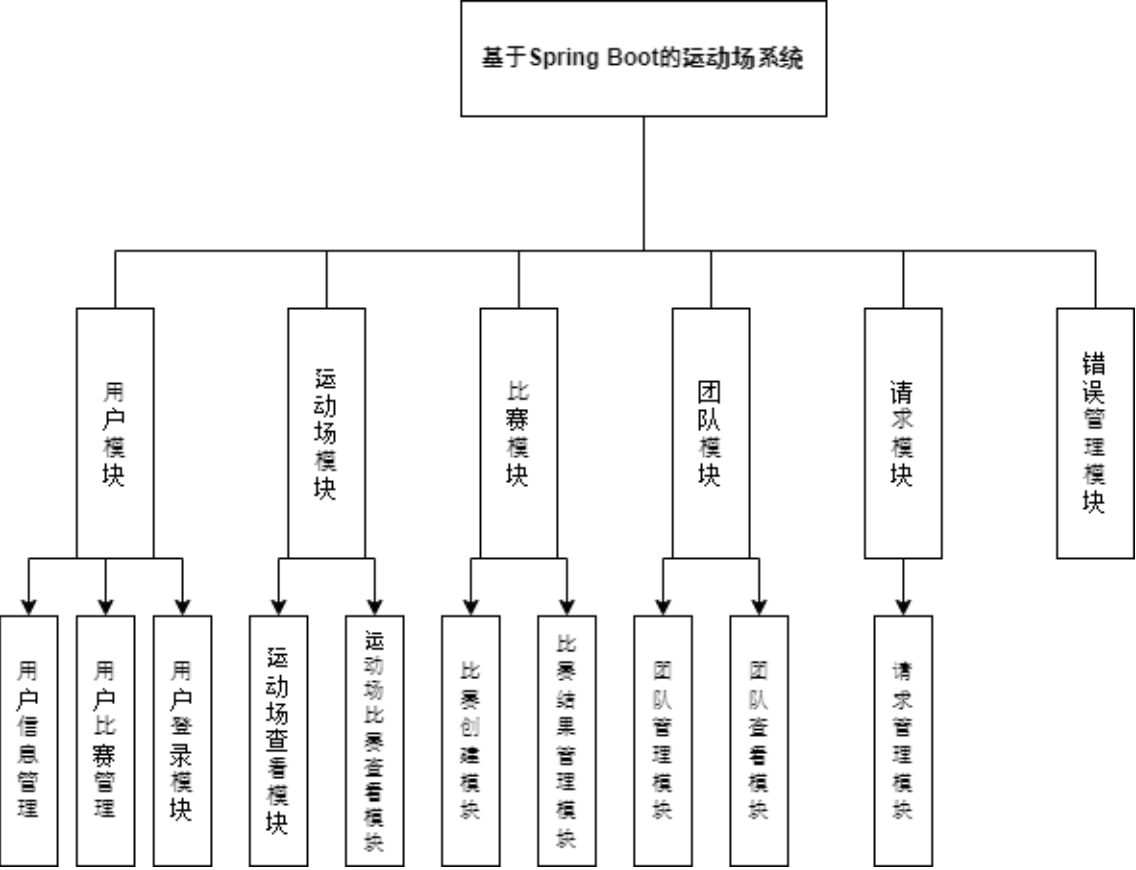 基于Spring Boot的运动场系统
用户模块
运动场模块
比赛模块
团队模块
请求模块
错误管理模块
用户信息管理
用户比赛管理
用户登录模块
运动场查看模块
运动场比赛查看模块
比赛创建模块
比赛结果管理模块
团队管理模块
团队查看模块
请求管理模块